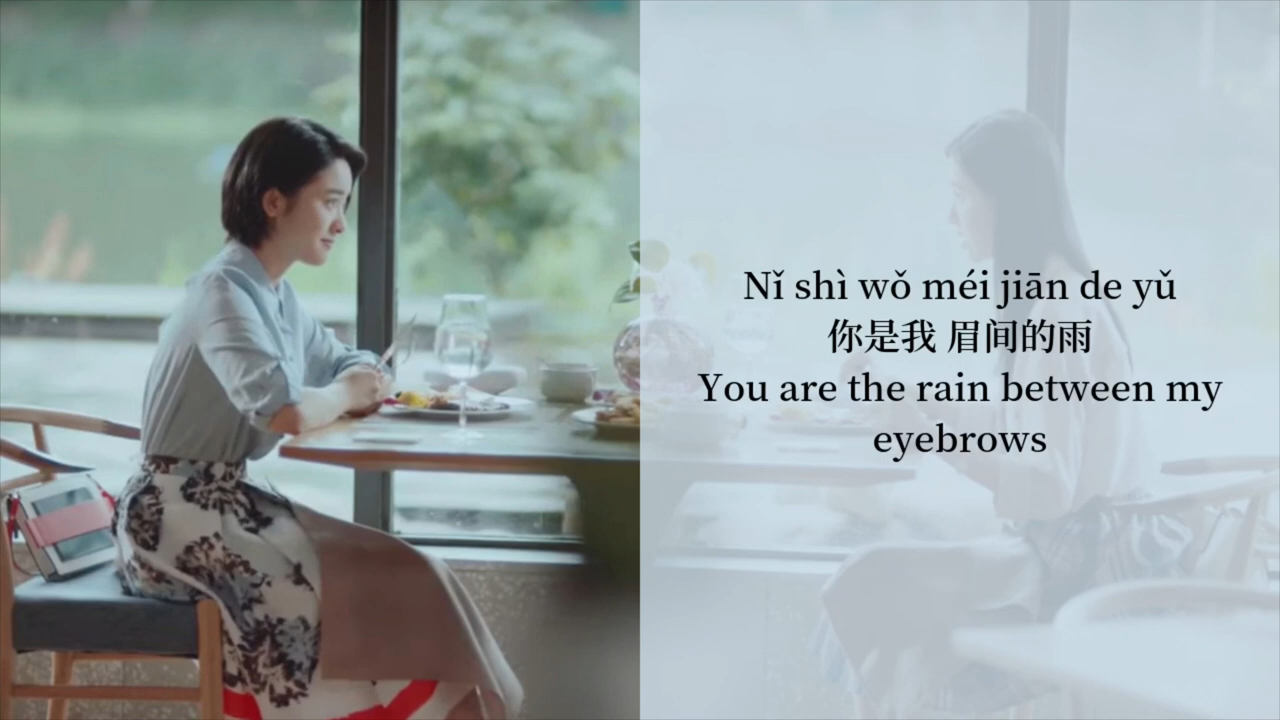 Nǐ shì wǒ méi jiān de yǔ
你是我 眉间的雨
You are the rain between my
eyebrows